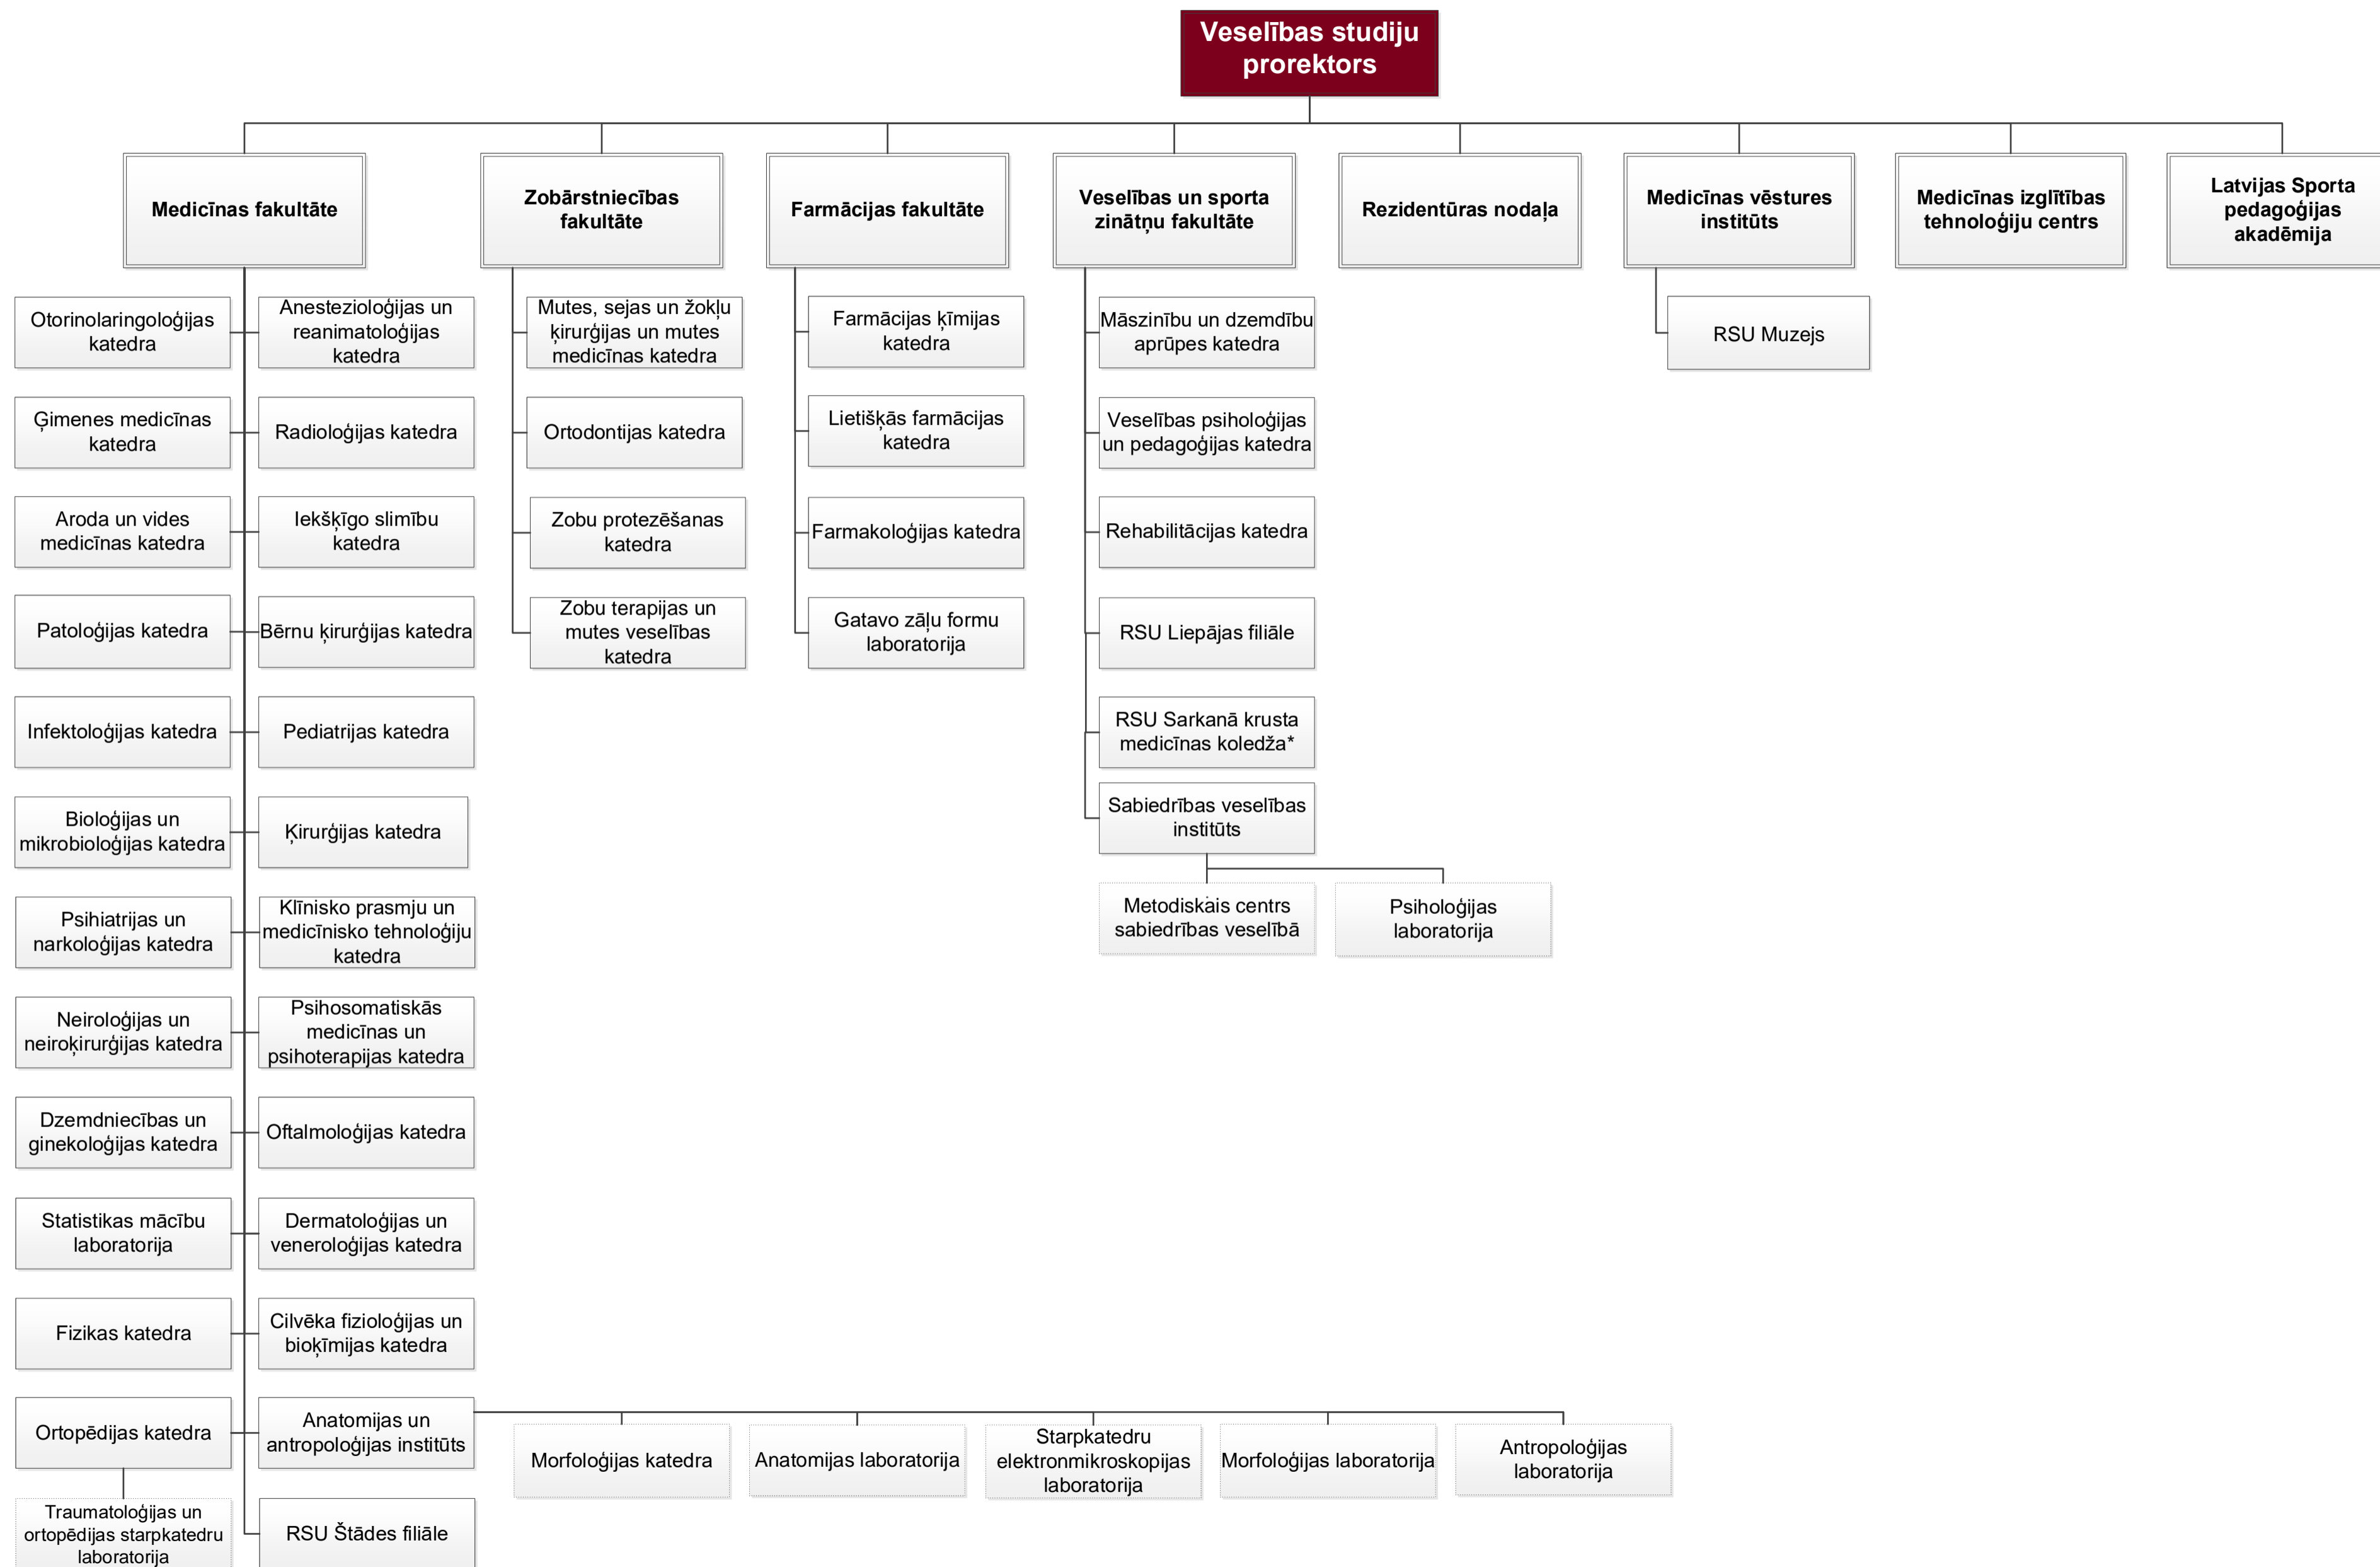 Veselības studiju
prorektors
Medicīnas fakultāte
Zobārstniecības
fakultāte
Farmācijas fakultāte
Veselības un sporta
zinātņu fakultāte
Rezidentūras nodaļa
Medicīnas vēstures
institūts
Medicīnas izglītības
tehnoloģiju centrs
Latvijas Sporta
pedagoģijas
akadēmija
Otorinolaringoloģijas
katedra
Anestezioloģijas un
reanimatoloģijas
katedra
Mutes, sejas un žokļu
ķirurģijas un mutes
medicīnas katedra
Farmācijas ķīmijas
katedra
Māszinību un dzemdību
aprūpes katedra
RSU Muzejs
Ģimenes medicīnas
katedra
Radioloģijas katedra
Ortodontijas katedra
Lietišķās farmācijas
katedra
Veselības psiholoģijas
un pedagoģijas katedra
Aroda un vides
medicīnas katedra
Iekšķīgo slimību
katedra
Zobu protezēšanas
katedra
Farmakoloģijas katedra
Rehabilitācijas katedra
Patoloģijas katedra
Bērnu ķirurģijas katedra
Zobu terapijas un
mutes veselības
katedra
Gatavo zāļu formu
laboratorija
RSU Liepājas filiāle
Infektoloģijas katedra
Pediatrijas katedra
RSU Sarkanā krusta
medicīnas koledža*
Bioloģijas un
mikrobioloģijas katedra
Ķirurģijas katedra
Sabiedrības veselības
institūts
Psihiatrijas un
narkoloģijas katedra
Klīnisko prasmju un
medicīnisko tehnoloģiju
katedra
Metodiskais centrs
sabiedrības veselībā
Psiholoģijas
laboratorija
Neiroloģijas un
neiroķirurģijas katedra
Psihosomatiskās
medicīnas un
psihoterapijas katedra
Dzemdniecības un
ginekoloģijas katedra
Oftalmoloģijas katedra
Statistikas mācību
laboratorija
Dermatoloģijas un
veneroloģijas katedra
Fizikas katedra
Cilvēka fizioloģijas un
bioķīmijas katedra
Ortopēdijas katedra
Anatomijas un
antropoloģijas institūts
Morfoloģijas katedra
Anatomijas laboratorija
Starpkatedru
elektronmikroskopijas
laboratorija
Morfoloģijas laboratorija
Antropoloģijas
laboratorija
Traumatoloģijas un
ortopēdijas starpkatedru
laboratorija
RSU Štādes filiāle